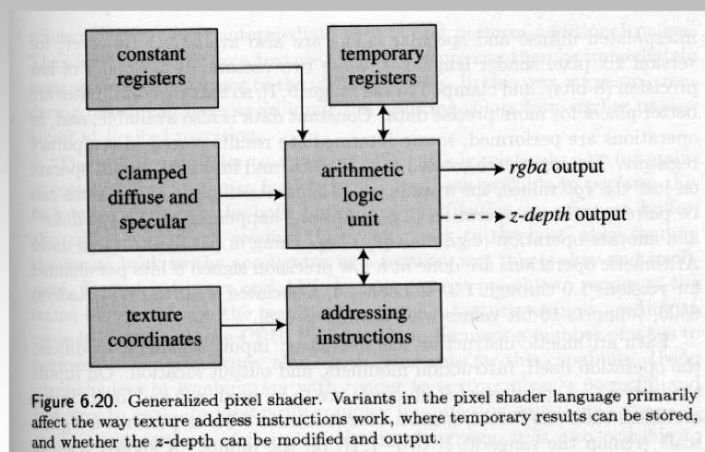 constant
registers
temporary
registers
clamped
diffuse and
specular
arithmetic
logic
unit
rgba output
z-depth output
texture
coordinates
addressing
instructions
Figure 6.20. Generalized pixel shader. Variants in the pixel shader language primarily
affect the way texture address instructions work, where temporary results can be stored,
and whether the z-depth can be modified and output.